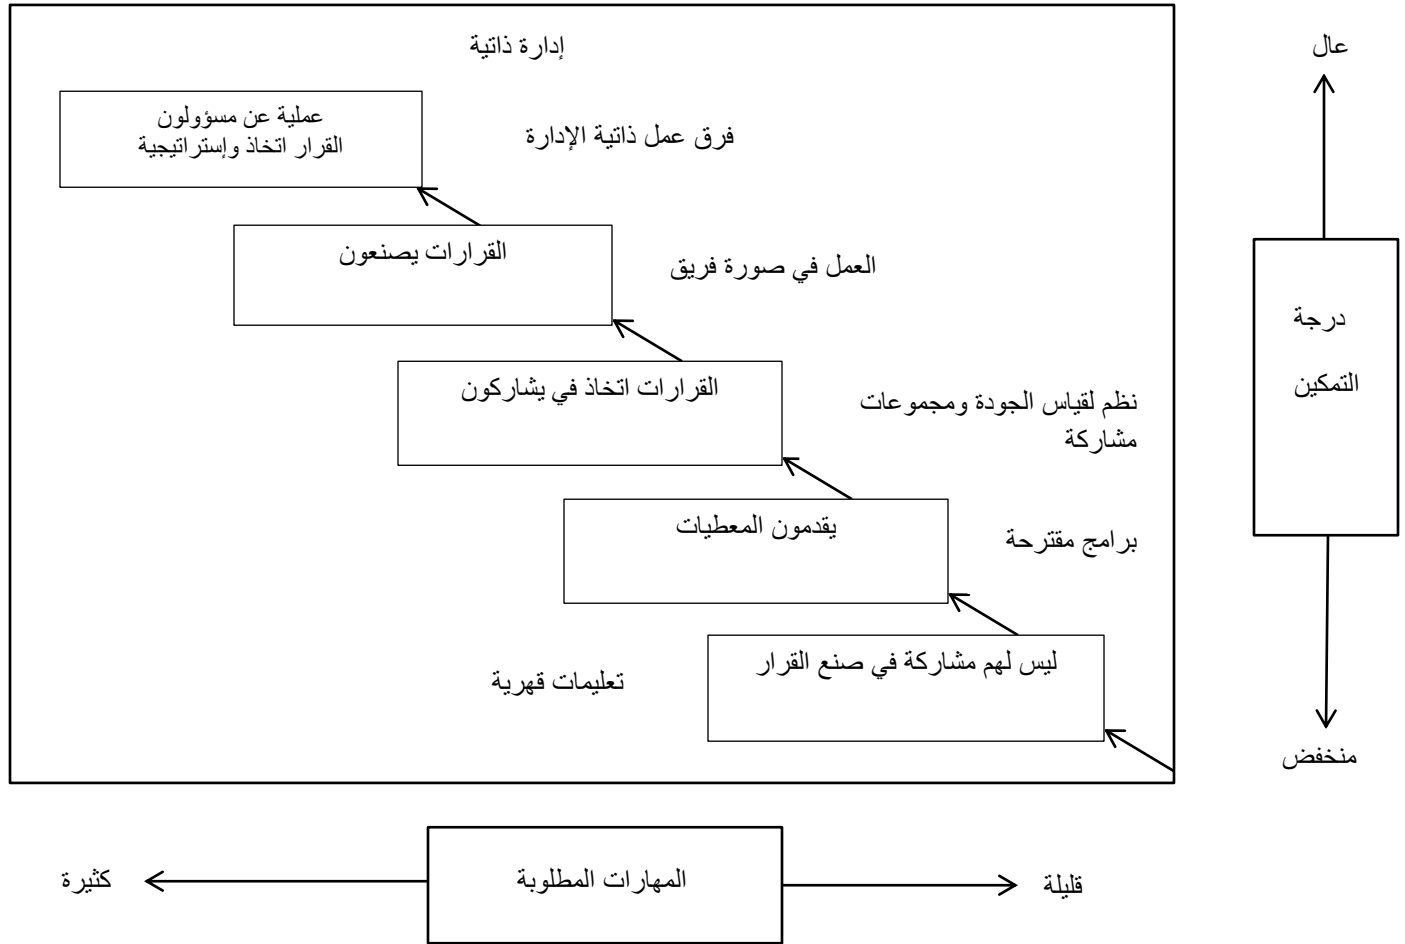 إدارة ذاتية
عال
عملية عن مسؤولون
القرار اتخاذ وإستراتيجية
فرق عمل ذاتية الإدارة
القرارات يصنعون
العمل في صورة فريق
درجة
التمكين
القرارات اتخاذ في يشاركون
نظم لقياس الجودة ومجموعات
مشاركة
يقدمون المعطيات
برامج مقترحة
ليس لهم مشاركة في صنع القرار
تعليمات قهرية
منخفض
قليلة
المهارات المطلوبة
كثيرة